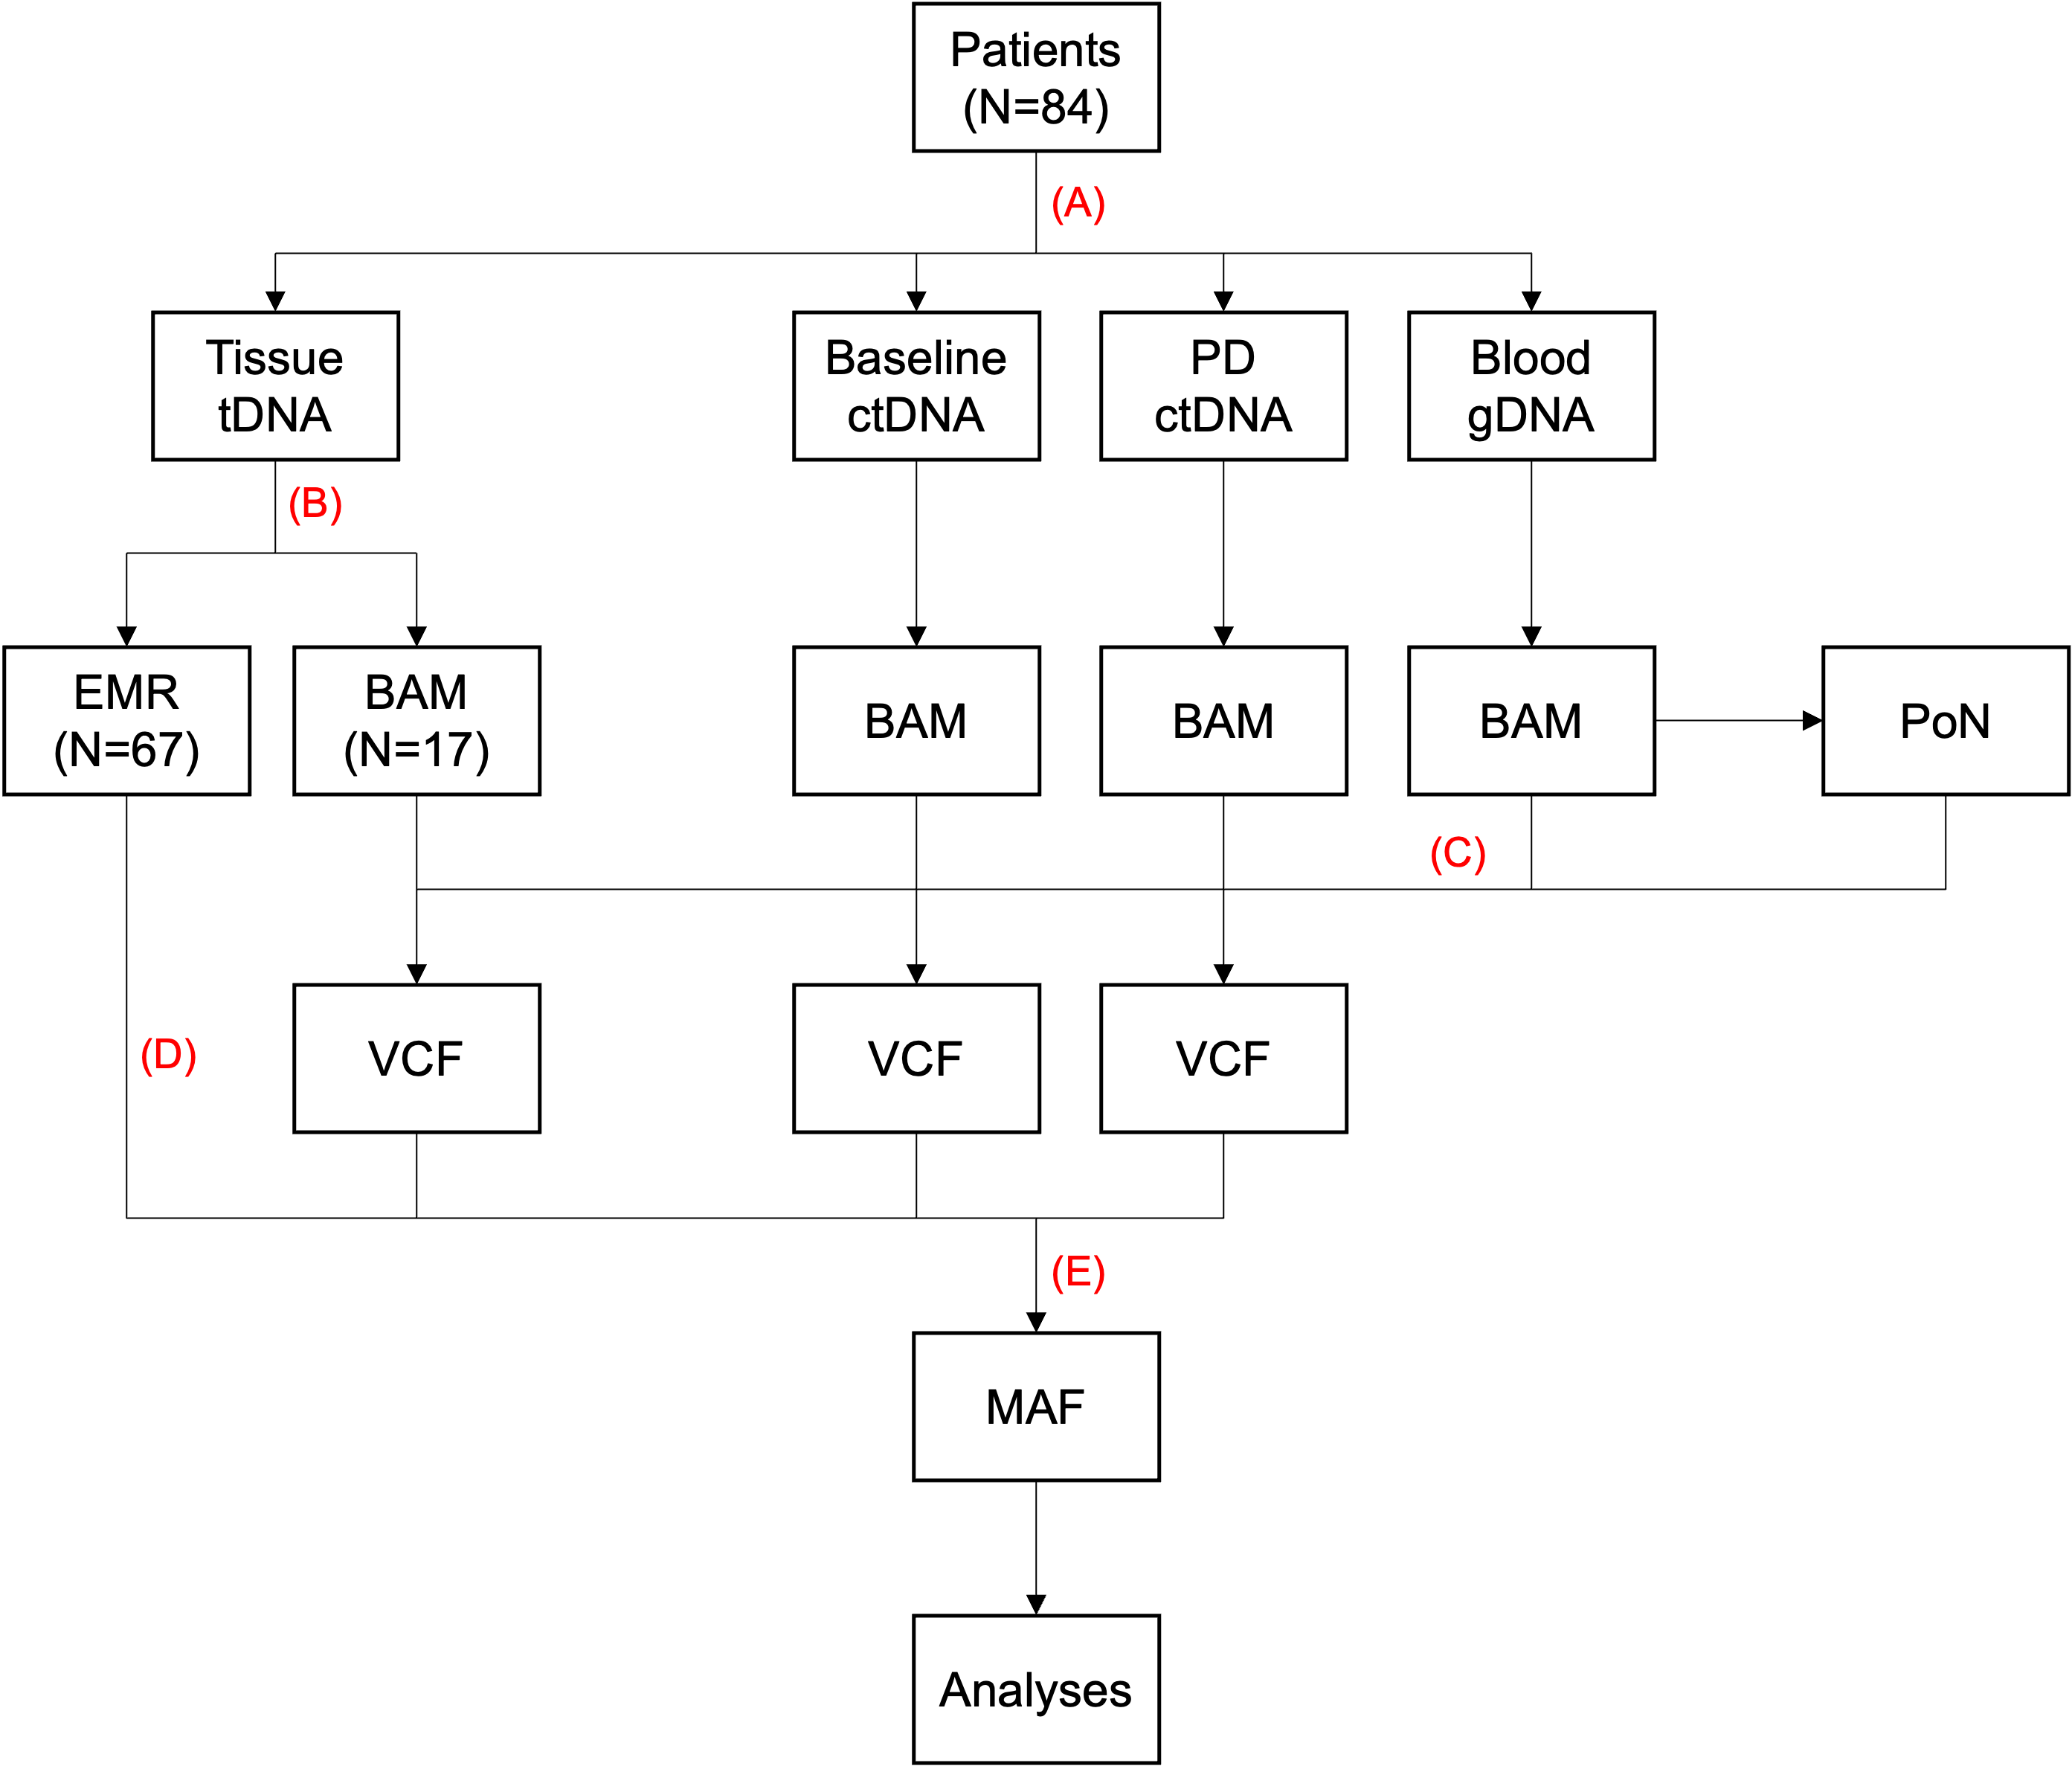 Patients
(N=84)
(A)
Tissue
tDNA
Baseline
ctDNA
PD
ctDNA
Blood
gDNA
(B)
EMR
(N=67)
BAM
(N=17)
BAM
BAM
BAM
PoN
(C)
VCF
VCF
VCF
(D)
(E)
MAF
Analyses